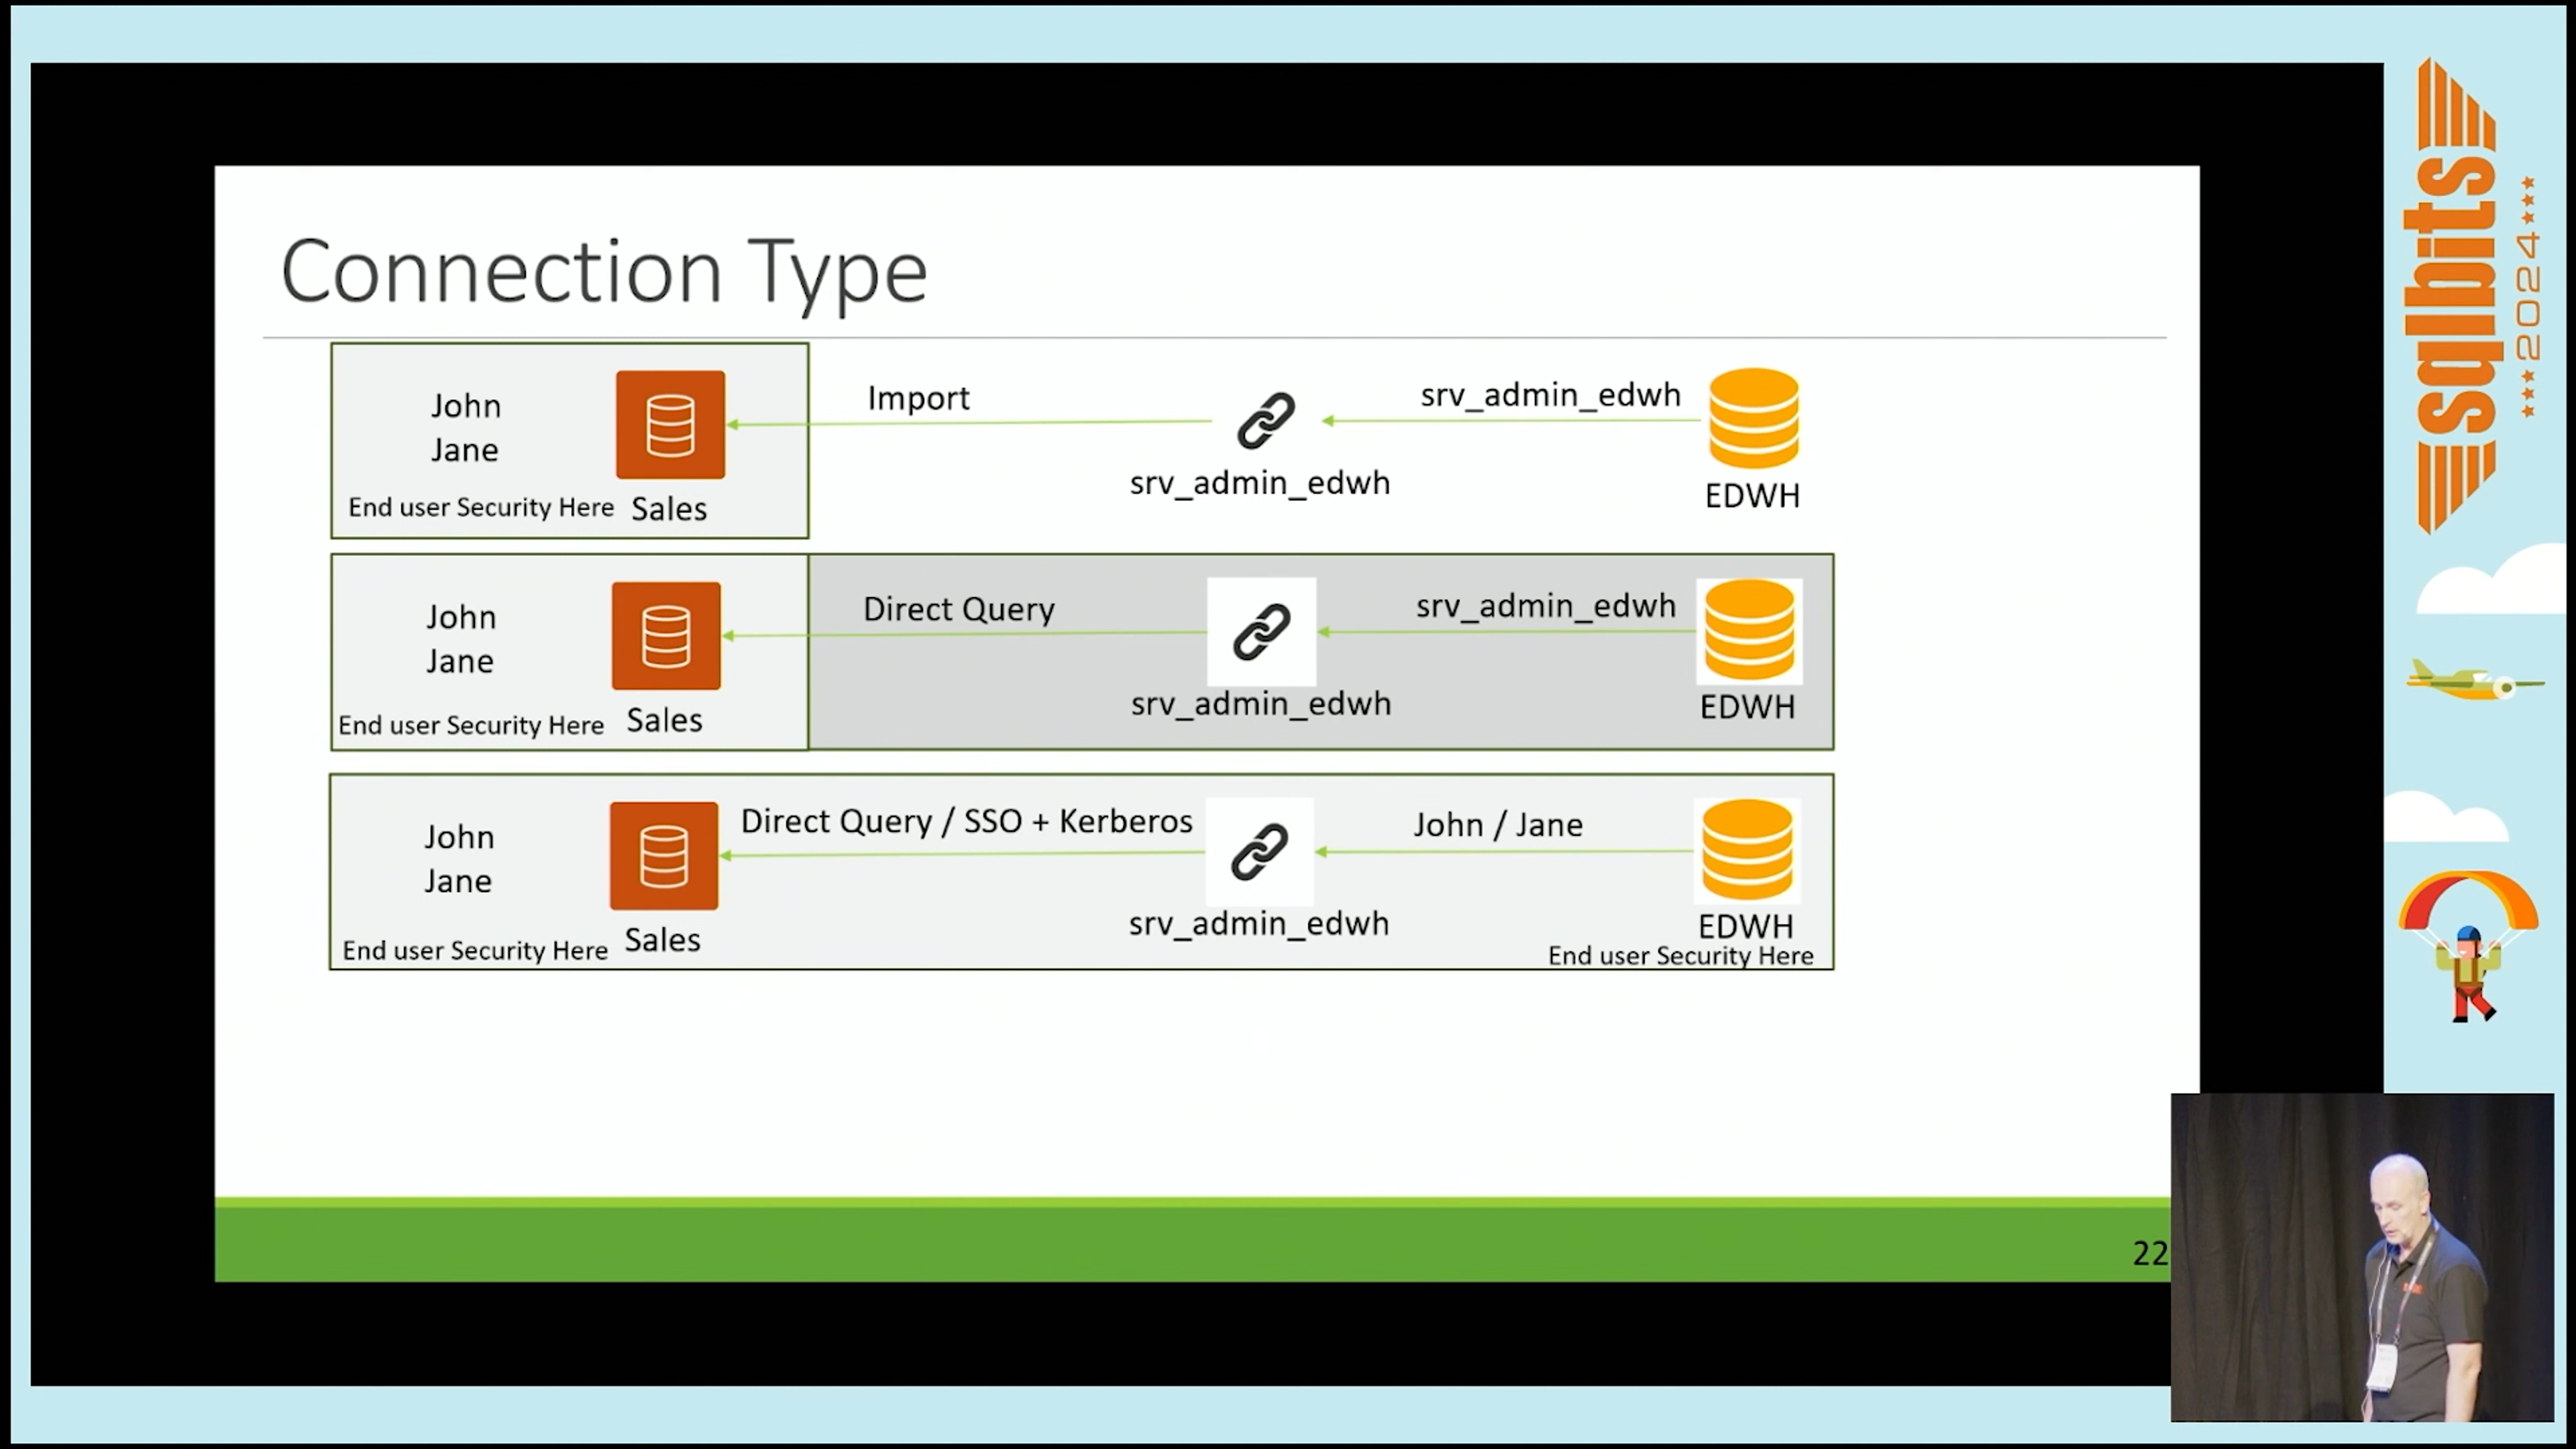 Connection Type
John
Jane
End user Security Here
Sales
Import
srv_admin_edwh
srv_admin_edwh
EDWH
John
Jane
End user Security Here
Sales
Direct Query
srv_admin_edwh
srv_admin_edwh
EDWH
John
Jane
End user Security Here
Sales
Direct Query / SSO + Kerberos
srv_admin_edwh
John / Jane
EDWH
End user Security Here
22
sqlbits
2024